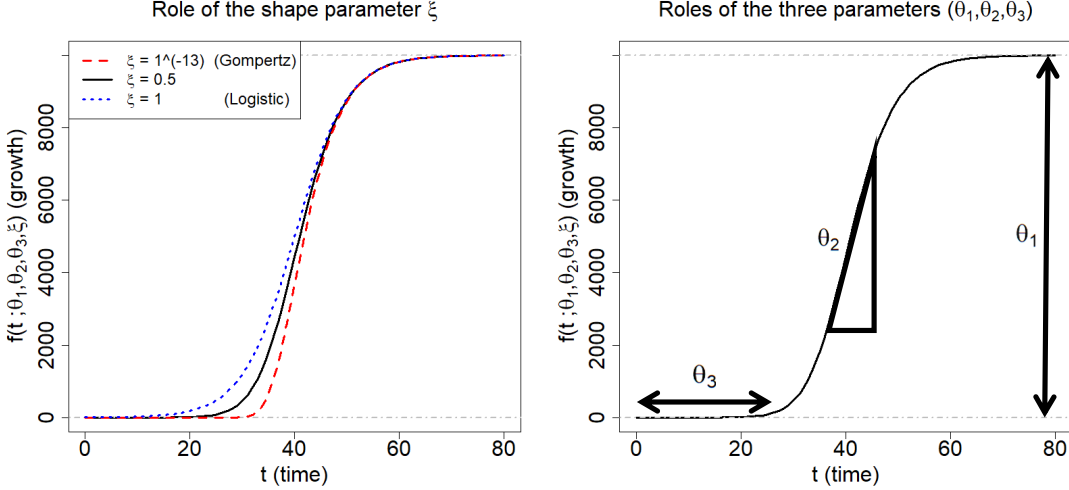 Role of the shape parameter ξ
ξ = 1^(-13) (Gompertz)
ξ = 0.5
ξ = 1 (Logistic)
f(t ;θ₁,θ₂,θ₃,ξ) (growth)
0 2000 4000 6000 8000
0 20 40 60 80
t (time)
Roles of the three parameters (θ₁,θ₂,θ₃)
f(t ;θ₁,θ₂,θ₃,ξ) (growth)
0 2000 4000 6000 8000
θ₂
θ₁
θ₃
0 20 40 60 80
t (time)